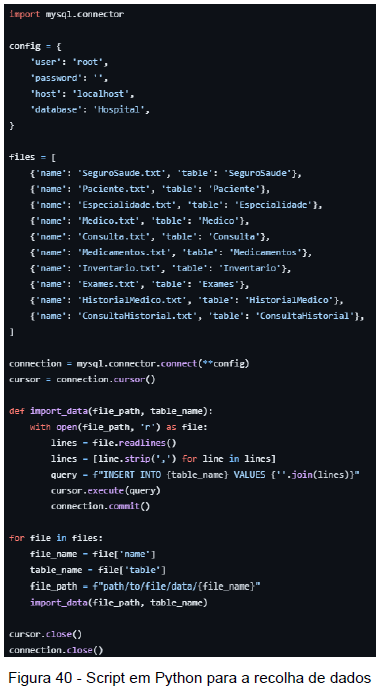 import mysql.connector
config = {
    'user': 'root',
    'password': '',
    'host': 'localhost',
    'database': 'Hospital',
}
files = [
    {'name': 'SeguroSaude.txt', 'table': 'SeguroSaude'},
    {'name': 'Paciente.txt', 'table': 'Paciente'},
    {'name': 'Especialidade.txt', 'table': 'Especialidade'},
    {'name': 'Medico.txt', 'table': 'Medico'},
    {'name': 'Consulta.txt', 'table': 'Consulta'},
    {'name': 'Medicamentos.txt', 'table': 'Medicamentos'},
    {'name': 'Inventario.txt', 'table': 'Inventario'},
    {'name': 'Exames.txt', 'table': 'Exames'},
    {'name': 'HistorialMedico.txt', 'table': 'HistorialMedico'},
    {'name': 'ConsultaHistorial.txt', 'table': 'ConsultaHistorial'},
]
connection = mysql.connector.connect(**config)
cursor = connection.cursor()
def import_data(file_path, table_name):
    with open(file_path, 'r') as file:
        lines = file.readlines()
        lines = [line.strip(',') for line in lines]
        query = f"INSERT INTO {table_name} VALUES {''.join(lines)}"
        cursor.execute(query)
        connection.commit()
for file in files:
    file_name = file['name']
    table_name = file['table']
    file_path = f"path/to/file/data/{file_name}"
    import_data(file_path, table_name)
cursor.close()
connection.close()
Figura 40 - Script em Python para a recolha de dados